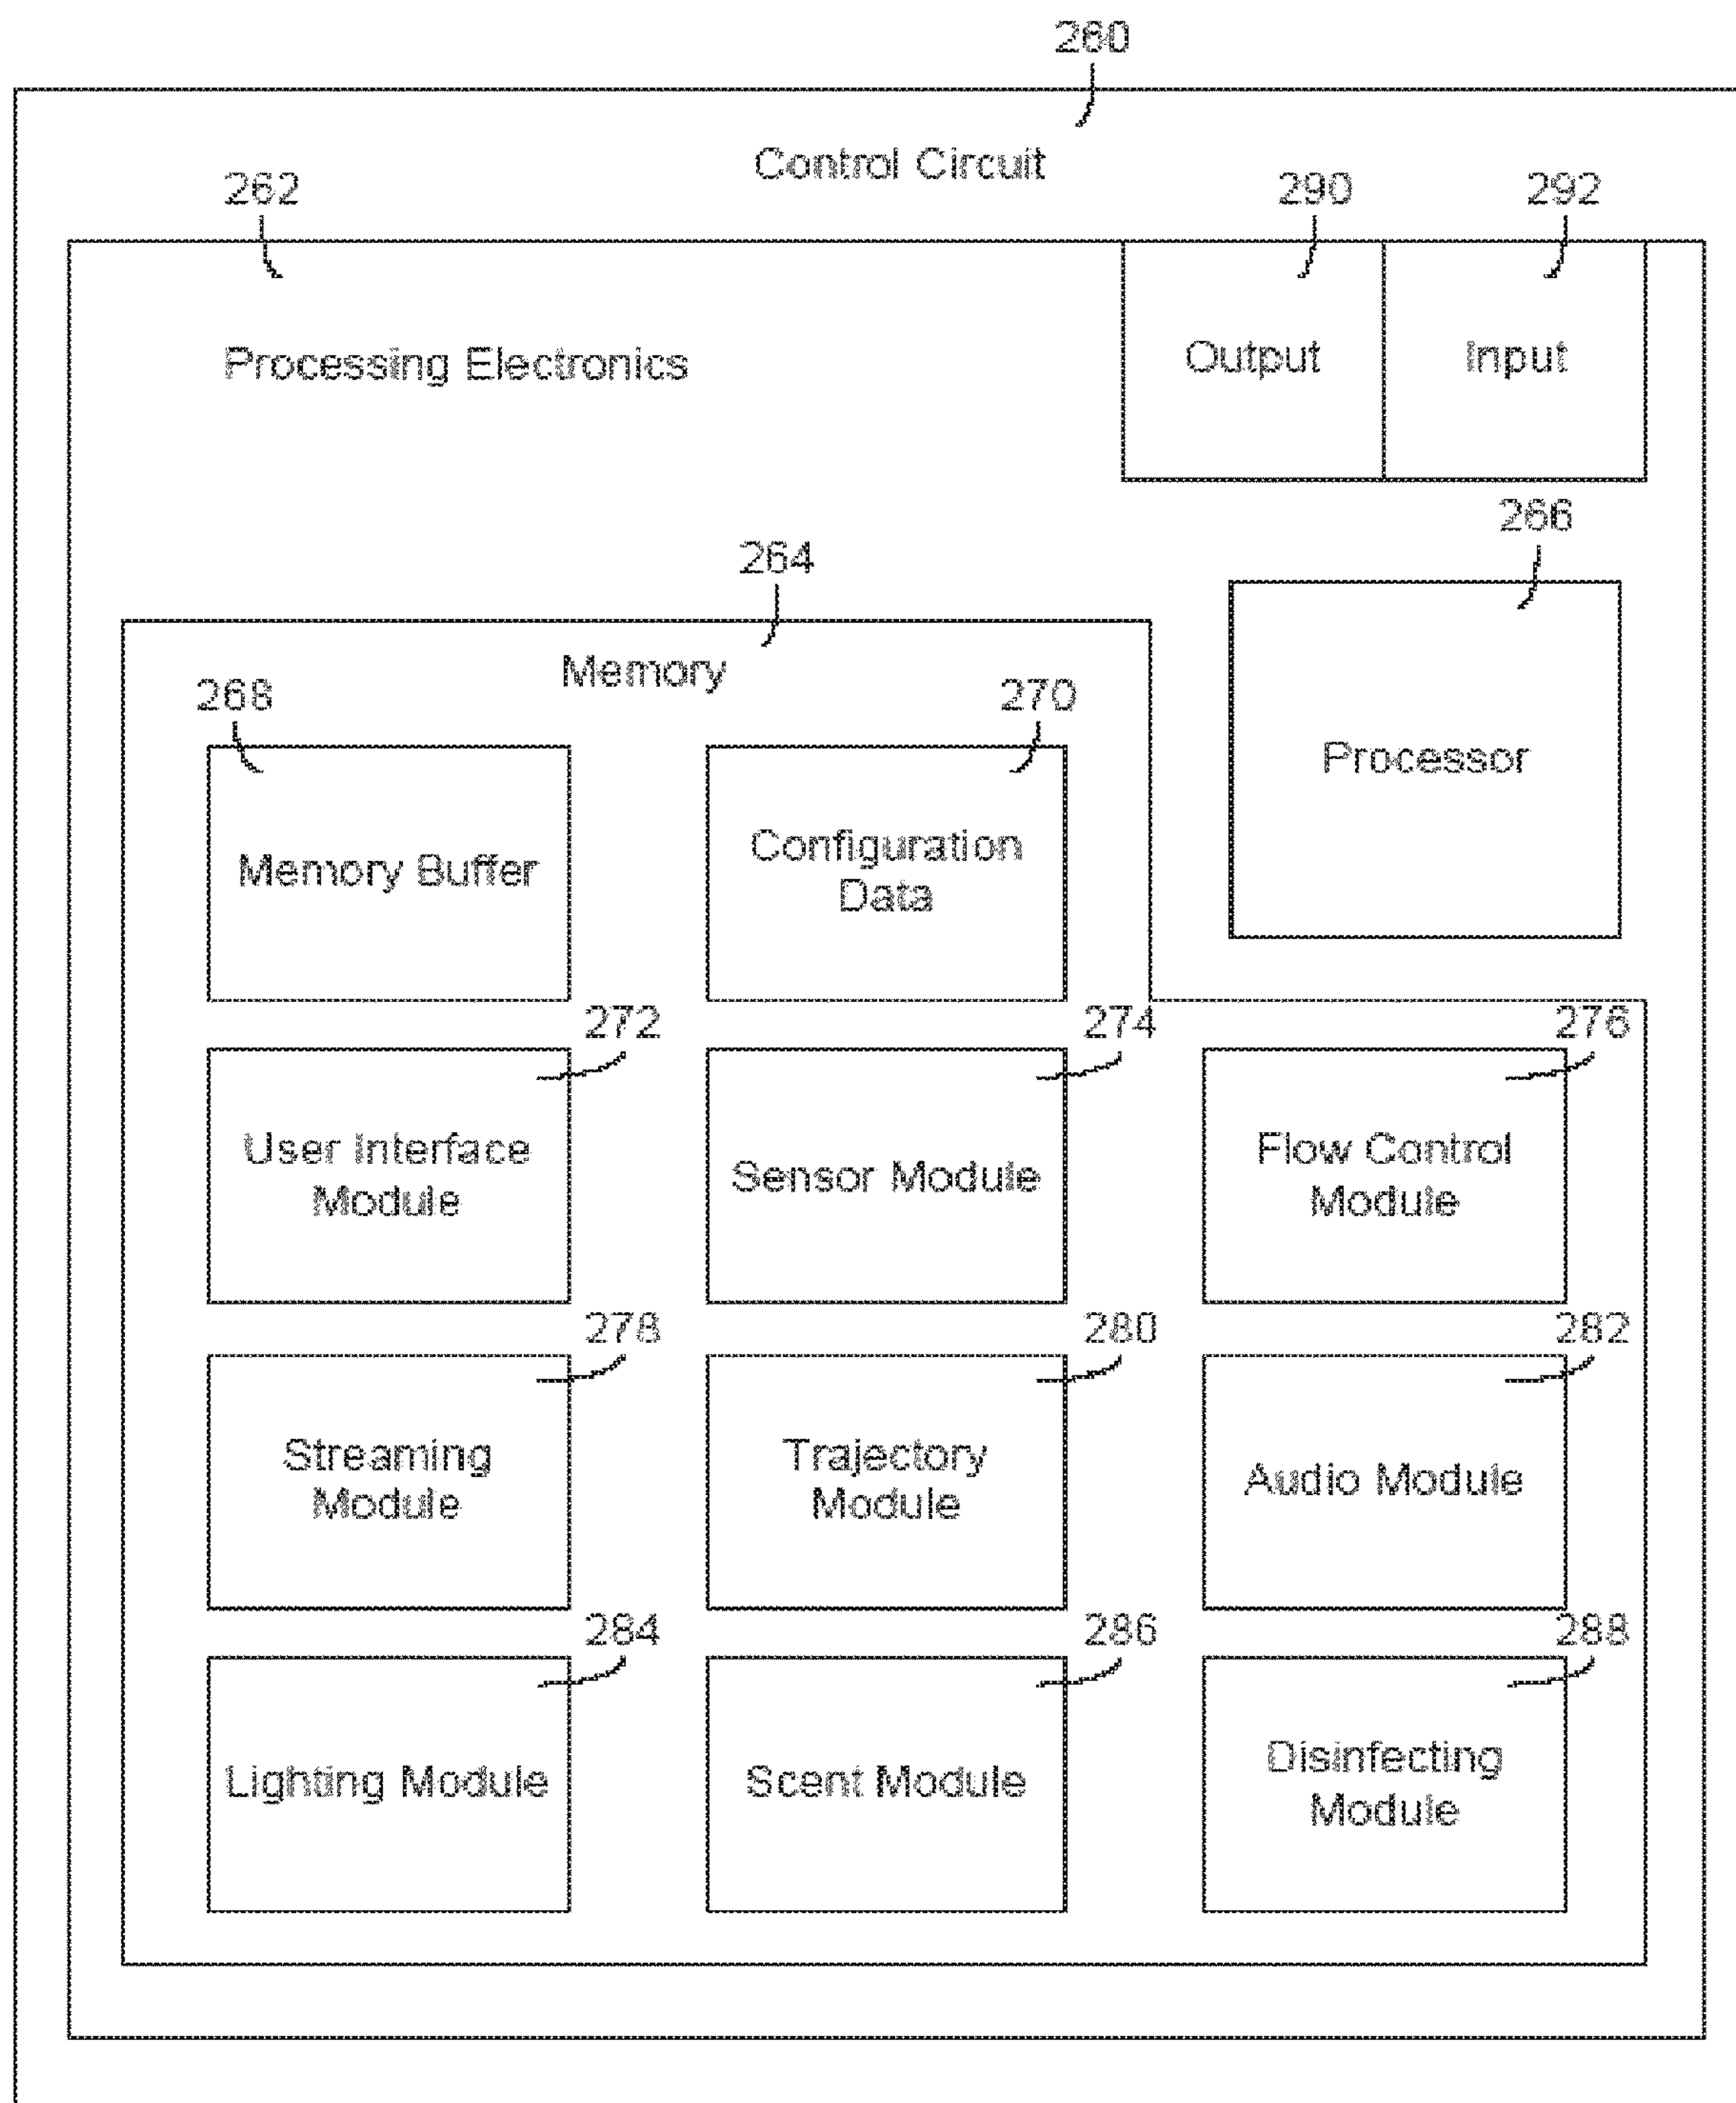 260
Control Circuit
262
290
292
Processing Electronics
Output
Input
266
264
Memory
Processor
268
270
Memory Buffer
Configuration
Data
272
274
276
User Interface
Module
Sensor Module
Flow Control
Module
278
280
282
Streaming
Module
Trajectory
Module
Audio Module
284
286
288
Lighting Module
Scent Module
Disinfecting
Module